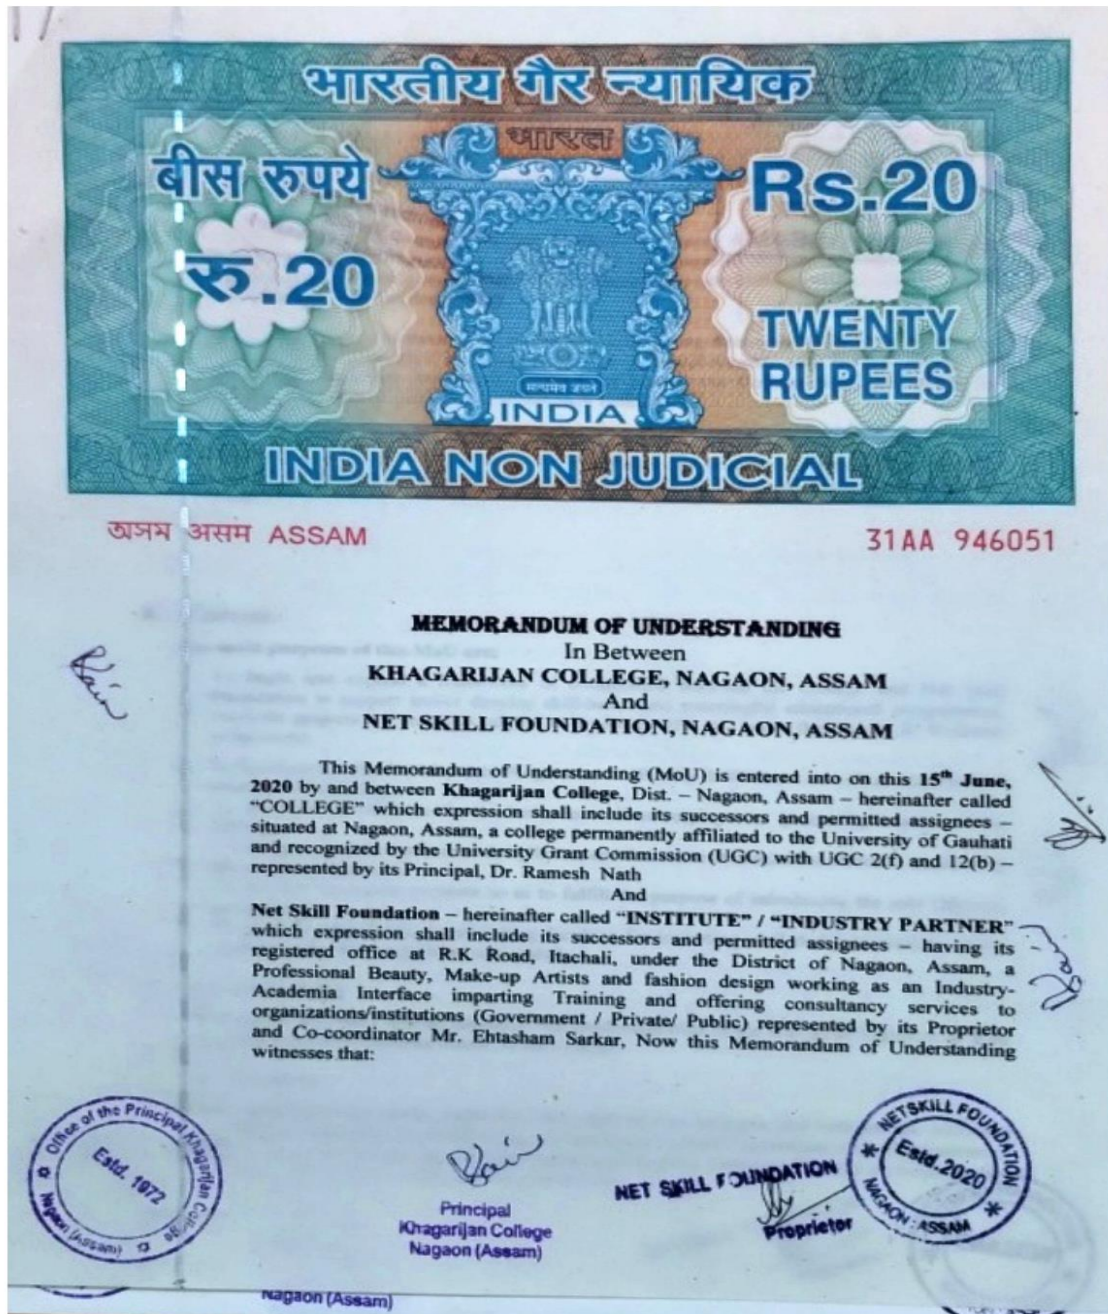 भारतीय गैर न्यायिक
भारत
बीस रुपये
रु.20
Rs.20
TWENTY
RUPEES
सत्यमेव जयते
INDIA
INDIA NON JUDICIAL
অসম असम ASSAM
31AA 946051
MEMORANDUM OF UNDERSTANDING
In Between
KHAGARIJAN COLLEGE, NAGAON, ASSAM
And
NET SKILL FOUNDATION, NAGAON, ASSAM
This Memorandum of Understanding (MoU) is entered into on this 15th June,
2020 by and between Khagarijan College, Dist. – Nagaon, Assam – hereinafter called
“COLLEGE” which expression shall include its successors and permitted assignees –
situated at Nagaon, Assam, a college permanently affiliated to the University of Gauhati
and recognized by the University Grant Commission (UGC) with UGC 2(f) and 12(b) –
represented by its Principal, Dr. Ramesh Nath
And
Net Skill Foundation – hereinafter called “INSTITUTE” / “INDUSTRY PARTNER”
which expression shall include its successors and permitted assignees – having its
registered office at R.K Road, Itachali, under the District of Nagaon, Assam, a
Professional Beauty, Make-up Artists and fashion design working as an Industry-
Academia Interface imparting Training and offering consultancy services to
organizations/institutions (Government / Private/ Public) represented by its Proprietor
and Co-coordinator Mr. Ehtasham Sarkar, Now this Memorandum of Understanding
witnesses that:
Office of the Principal Khagarijan College
Estd. 1972
Nagaon (Assam)
Principal
Khagarijan College
Nagaon (Assam)
NET SKILL FOUNDATION
Proprietor
NETSKILL FOUNDATION
Estd.2020
NAGAON : ASSAM
Nagaon (Assam)